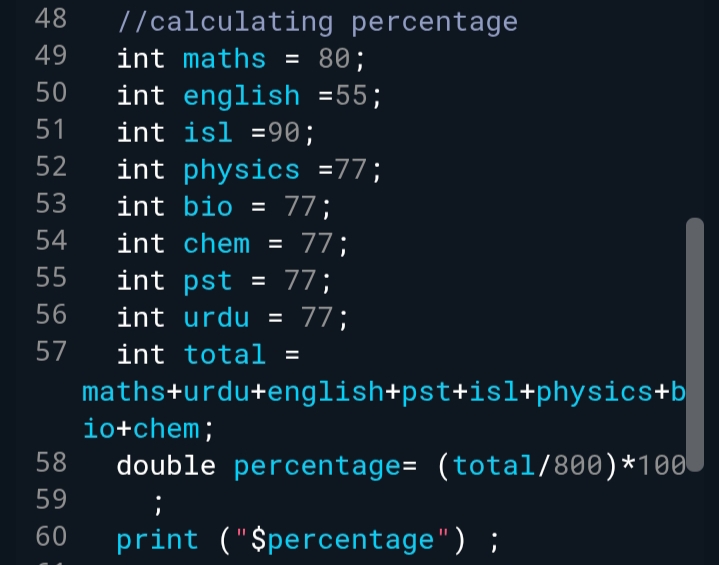 48 //calculating percentage
49 int maths = 80;
50 int english =55;
51 int isl =90;
52 int physics =77;
53 int bio = 77;
54 int chem = 77;
55 int pst = 77;
56 int urdu = 77;
57 int total =
maths+urdu+english+pst+isl+physics+b
io+chem;
58 double percentage= (total/800)*100
59 ;
60 print ("$percentage") ;